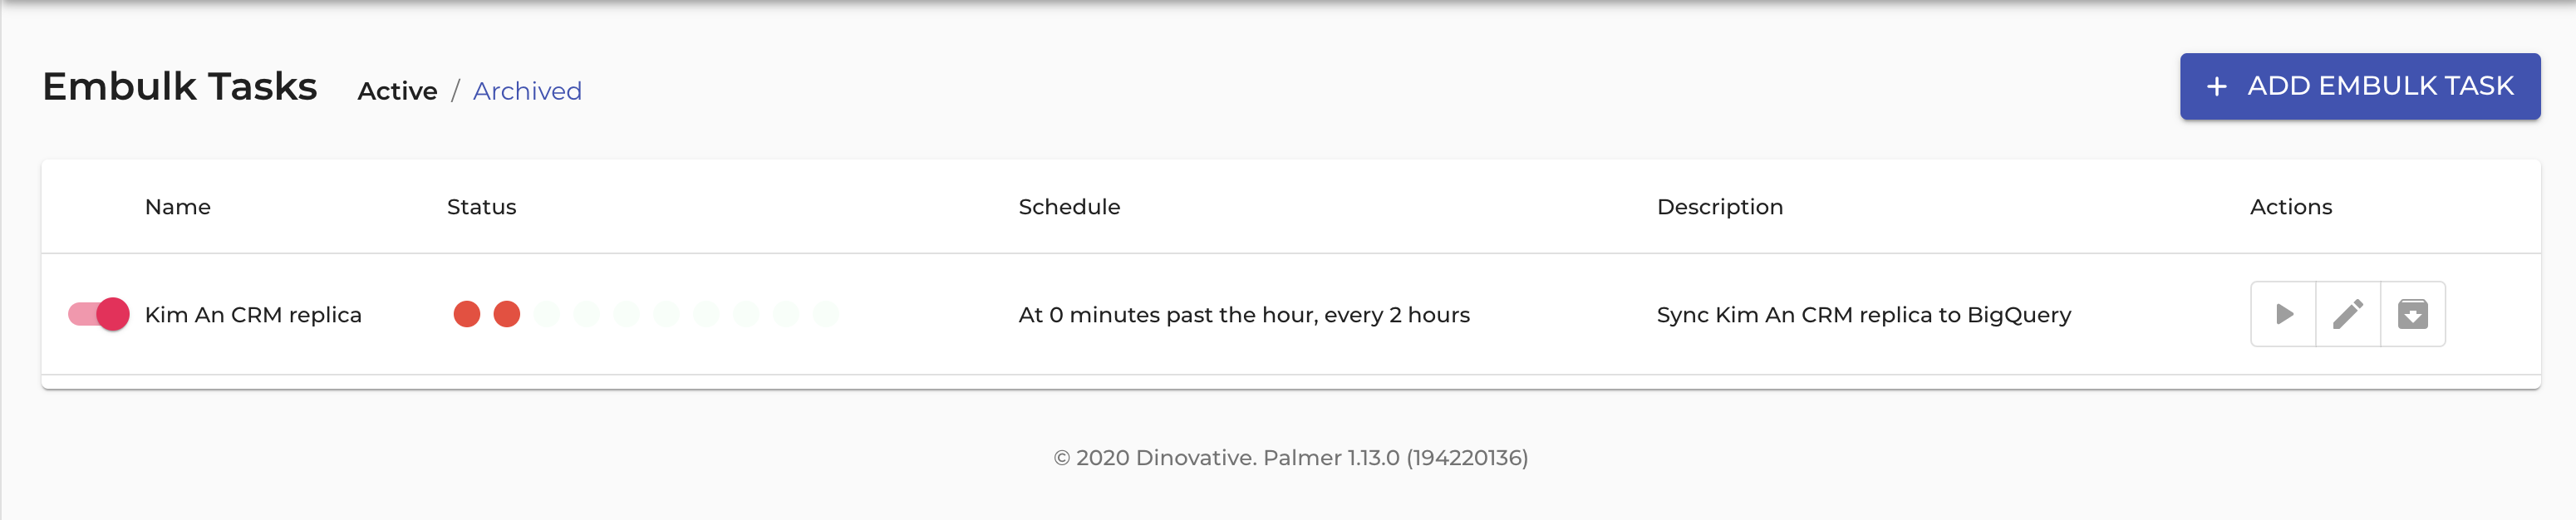 Embulk Tasks Active / Archived
+ ADD EMBULK TASK
Name Status Schedule Description Actions
Kim An CRM replica At 0 minutes past the hour, every 2 hours Sync Kim An CRM replica to BigQuery
© 2020 Dinovative. Palmer 1.13.0 (194220136)